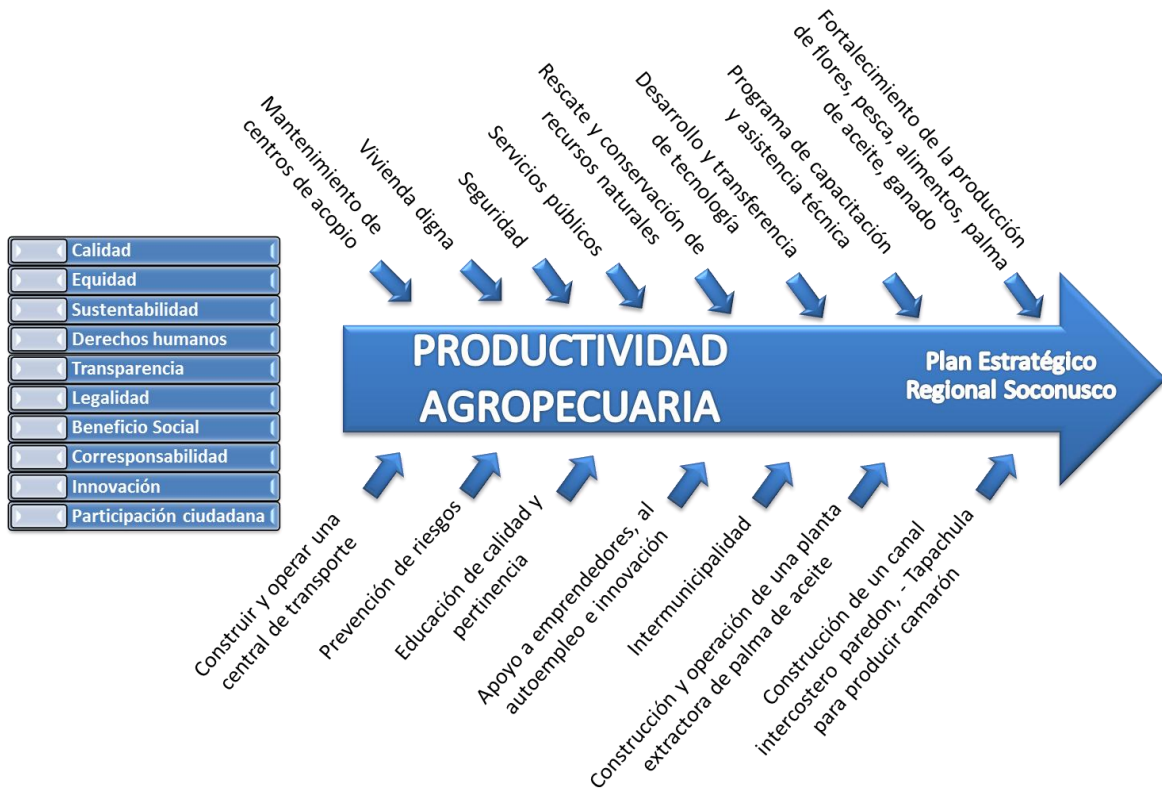 Mantenimiento de
centros de acopio
Vivienda digna
Seguridad
Servicios públicos
Rescate y conservación de
recursos naturales
Desarrollo y transferencia
de tecnología
Programa de capacitación
y asistencia técnica
Fortalecimiento de la producción
de flores, pesca, alimentos, palma
de aceite, ganado
Calidad
Equidad
Sustentabilidad
Derechos humanos
Transparencia
Legalidad
Beneficio Social
Corresponsabilidad
Innovación
Participación ciudadana
PRODUCTIVIDAD
AGROPECUARIA
Plan Estratégico
Regional Soconusco
Construir y operar una
central de transporte
Prevención de riesgos
Educación de calidad y
pertinencia
Apoyo a emprendedores, al
autoempleo e innovación
Intermunicipalidad
Construcción y operación de una planta
extractora de palma de aceite
Construcción de un canal
intercostero paredon, - Tapachula
para producir camarón